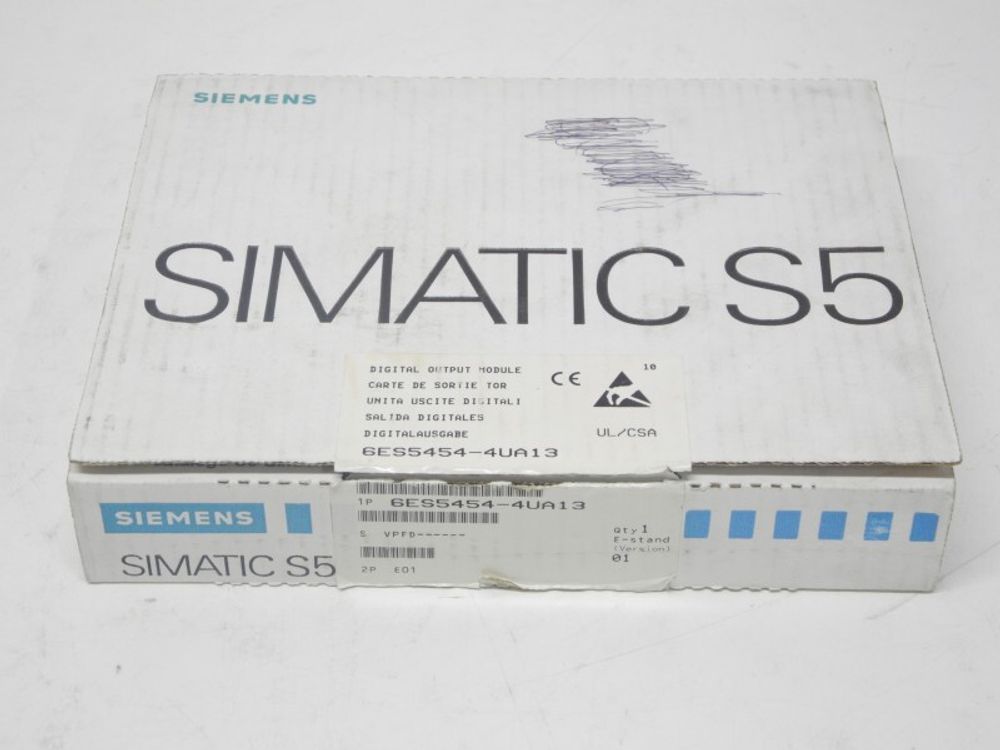 SIEMENS
SIMATIC S5
DIGITAL OUTPUT MODULE
CARTE DE SORTIE TOR
UNITA USCITE DIGITALI
SALIDA DIGITALES
DIGITALAUSGABE
6ES5454-4UA13
CE
10
UL/CSA
1P 6ES5454-4UA13
S VPFD------
2P E01
Qty 1
E-stand
(Version)
01
SIEMENS
SIMATIC S5